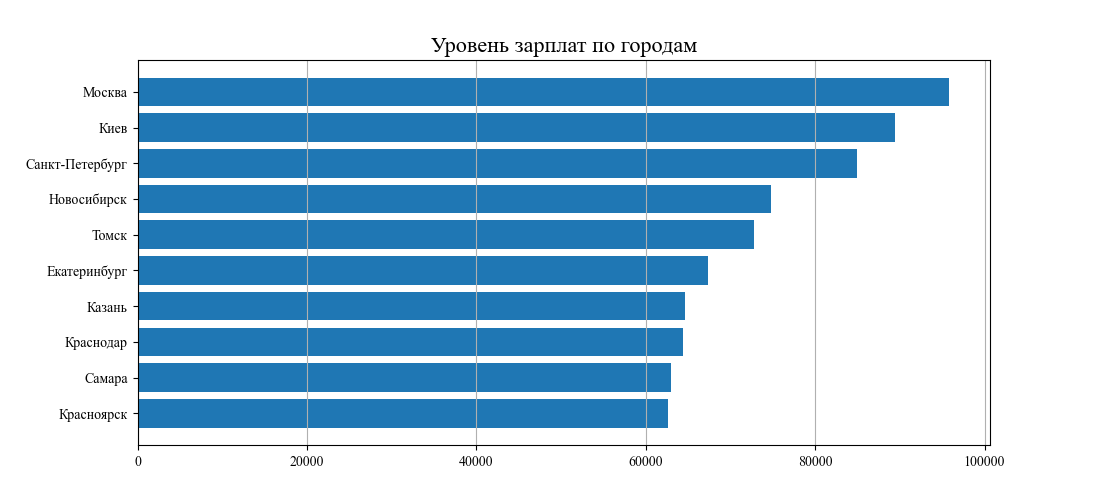 Уровень зарплат по городам
Москва
Киев
Санкт-Петербург
Новосибирск
Томск
Екатеринбург
Казань
Краснодар
Самара
Красноярск
0 20000 40000 60000 80000 100000